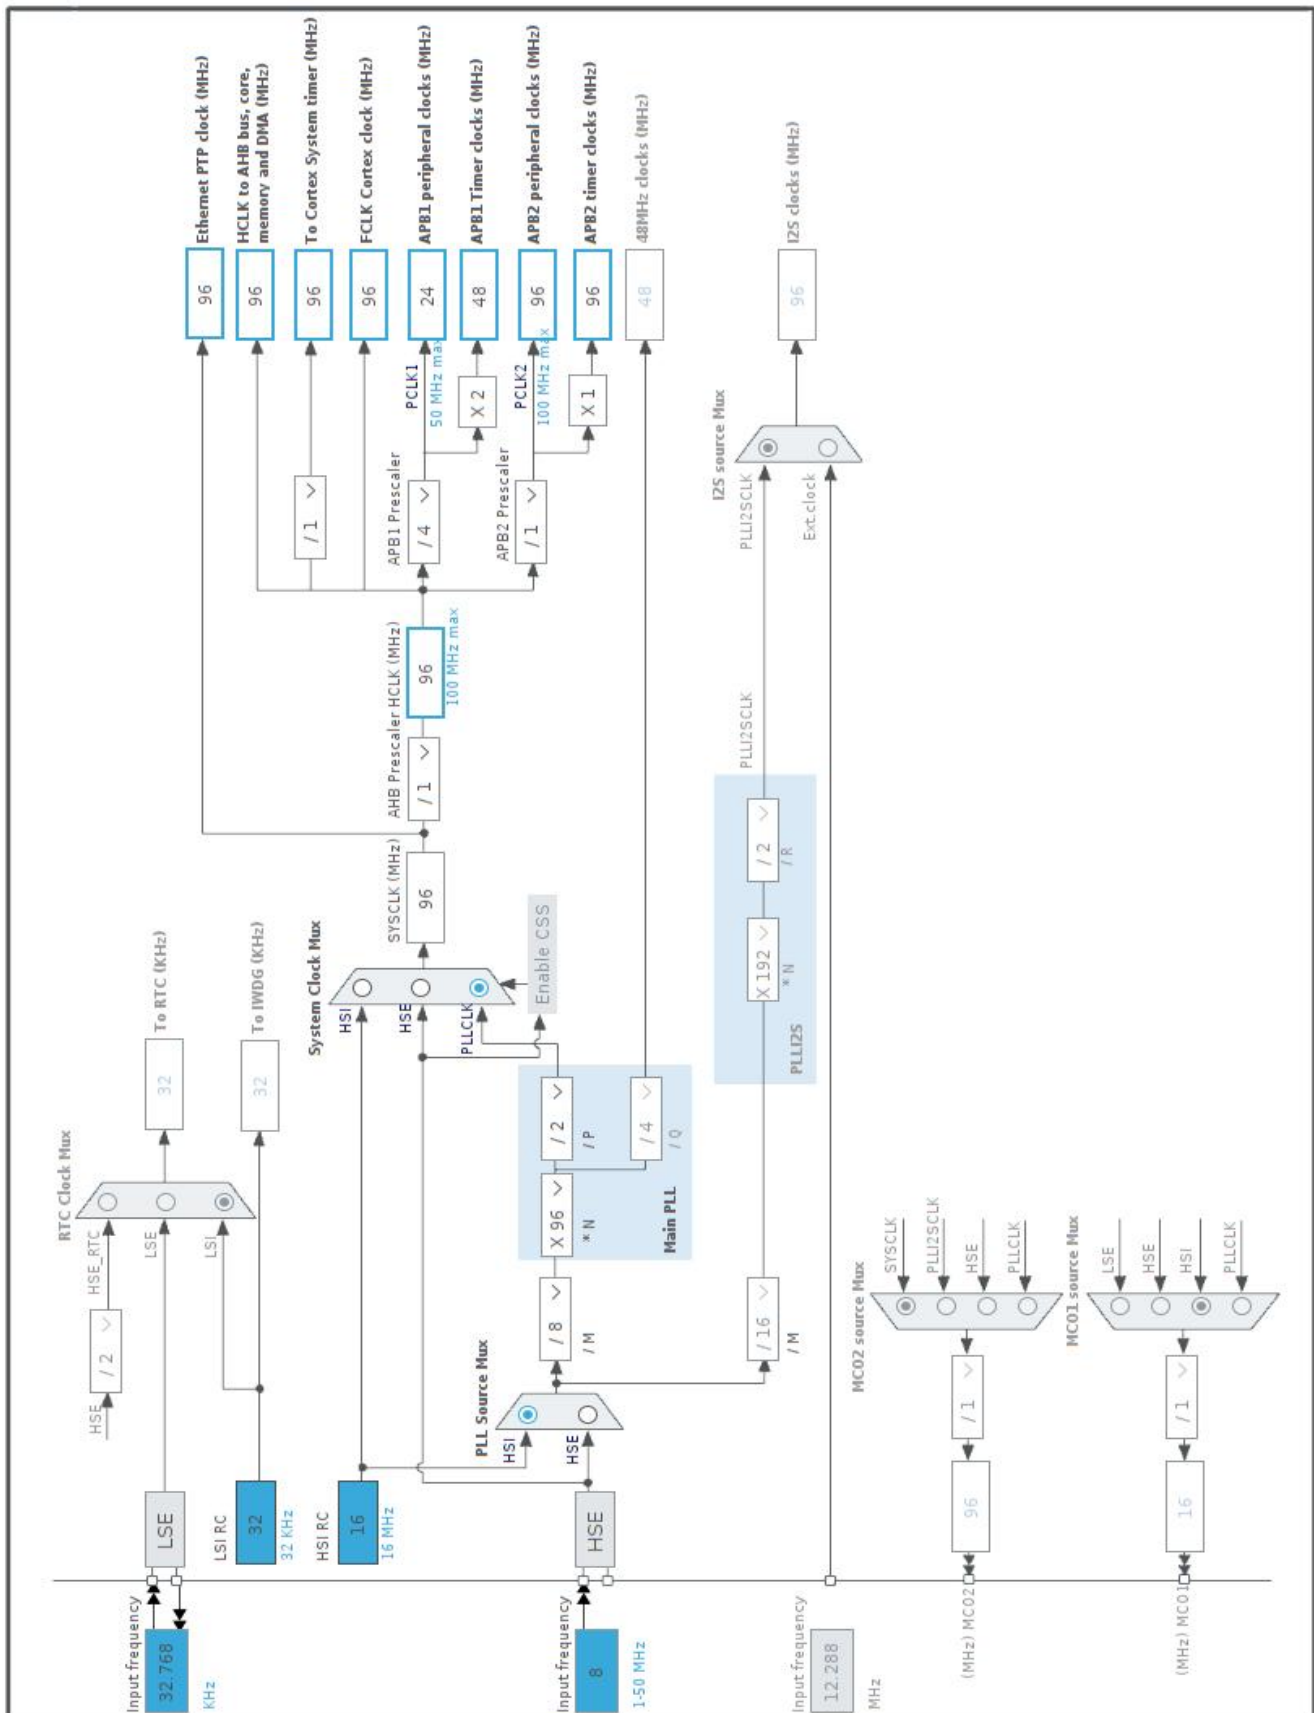 Input frequency
32.768
KHz
LSE
LSI RC
32
32 KHz
HSI RC
16
16 MHz
Input frequency
8
1-50 MHz
HSE
Input frequency
12.288
MHz
HSE
/ 2
HSE_RTC
LSE
LSI
RTC Clock Mux
32
To RTC (KHz)
32
To IWDG (KHz)
PLL Source Mux
HSI
HSE
/ 8
/ M
/ 16
/ M
Main PLL
X 96
* N
/ 2
/ P
/ 4
/ Q
System Clock Mux
HSI
HSE
PLLCLK
Enable CSS
SYSCLK (MHz)
96
AHB Prescaler
/ 1
HCLK (MHz)
96
100 MHz max
/ 1
APB1 Prescaler
/ 4
PCLK1
50 MHz max
X 2
APB2 Prescaler
/ 1
PCLK2
100 MHz max
X 1
96
Ethernet PTP clock (MHz)
96
HCLK to AHB bus, core,
memory and DMA (MHz)
96
To Cortex System timer (MHz)
96
FCLK Cortex clock (MHz)
24
APB1 peripheral clocks (MHz)
48
APB1 Timer clocks (MHz)
96
APB2 peripheral clocks (MHz)
96
APB2 timer clocks (MHz)
48
48MHz clocks (MHz)
PLLI2S
X 192
* N
/ 2
/ R
PLLI2SCLK
PLLI2SCLK
Ext.clock
I2S source Mux
96
I2S clocks (MHz)
MCO2 source Mux
SYSCLK
PLLI2SCLK
HSE
PLLCLK
/ 1
96
(MHz) MCO2
MCO1 source Mux
LSE
HSE
HSI
PLLCLK
/ 1
16
(MHz) MCO1